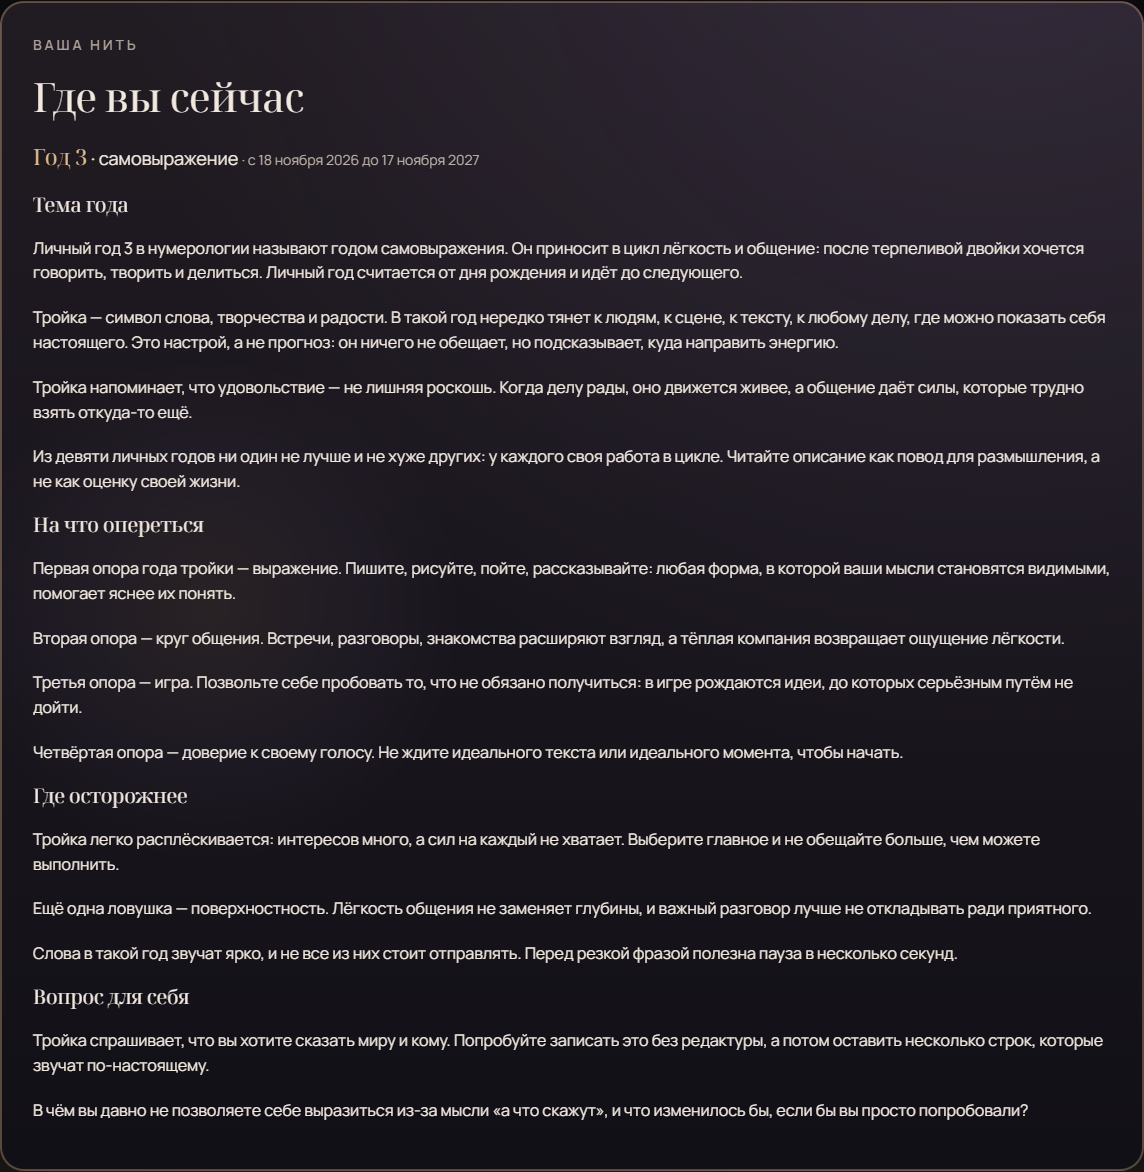 ВАША НИТЬ
Где вы сейчас
Год 3 · самовыражение · с 18 ноября 2026 до 17 ноября 2027
Тема года
Личный год 3 в нумерологии называют годом самовыражения. Он приносит в цикл лёгкость и общение: после терпеливой двойки хочется
говорить, творить и делиться. Личный год считается от дня рождения и идёт до следующего.
Тройка — символ слова, творчества и радости. В такой год нередко тянет к людям, к сцене, к тексту, к любому делу, где можно показать себя
настоящего. Это настрой, а не прогноз: он ничего не обещает, но подсказывает, куда направить энергию.
Тройка напоминает, что удовольствие — не лишняя роскошь. Когда делу рады, оно движется живее, а общение даёт силы, которые трудно
взять откуда-то ещё.
Из девяти личных годов ни один не лучше и не хуже других: у каждого своя работа в цикле. Читайте описание как повод для размышления, а
не как оценку своей жизни.
На что опереться
Первая опора года тройки — выражение. Пишите, рисуйте, пойте, рассказывайте: любая форма, в которой ваши мысли становятся видимыми,
помогает яснее их понять.
Вторая опора — круг общения. Встречи, разговоры, знакомства расширяют взгляд, а тёплая компания возвращает ощущение лёгкости.
Третья опора — игра. Позвольте себе пробовать то, что не обязано получиться: в игре рождаются идеи, до которых серьёзным путём не
дойти.
Четвёртая опора — доверие к своему голосу. Не ждите идеального текста или идеального момента, чтобы начать.
Где осторожнее
Тройка легко расплёскивается: интересов много, а сил на каждый не хватает. Выберите главное и не обещайте больше, чем можете
выполнить.
Ещё одна ловушка — поверхностность. Лёгкость общения не заменяет глубины, и важный разговор лучше не откладывать ради приятного.
Слова в такой год звучат ярко, и не все из них стоит отправлять. Перед резкой фразой полезна пауза в несколько секунд.
Вопрос для себя
Тройка спрашивает, что вы хотите сказать миру и кому. Попробуйте записать это без редактуры, а потом оставить несколько строк, которые
звучат по-настоящему.
В чём вы давно не позволяете себе выразиться из-за мысли «а что скажут», и что изменилось бы, если бы вы просто попробовали?